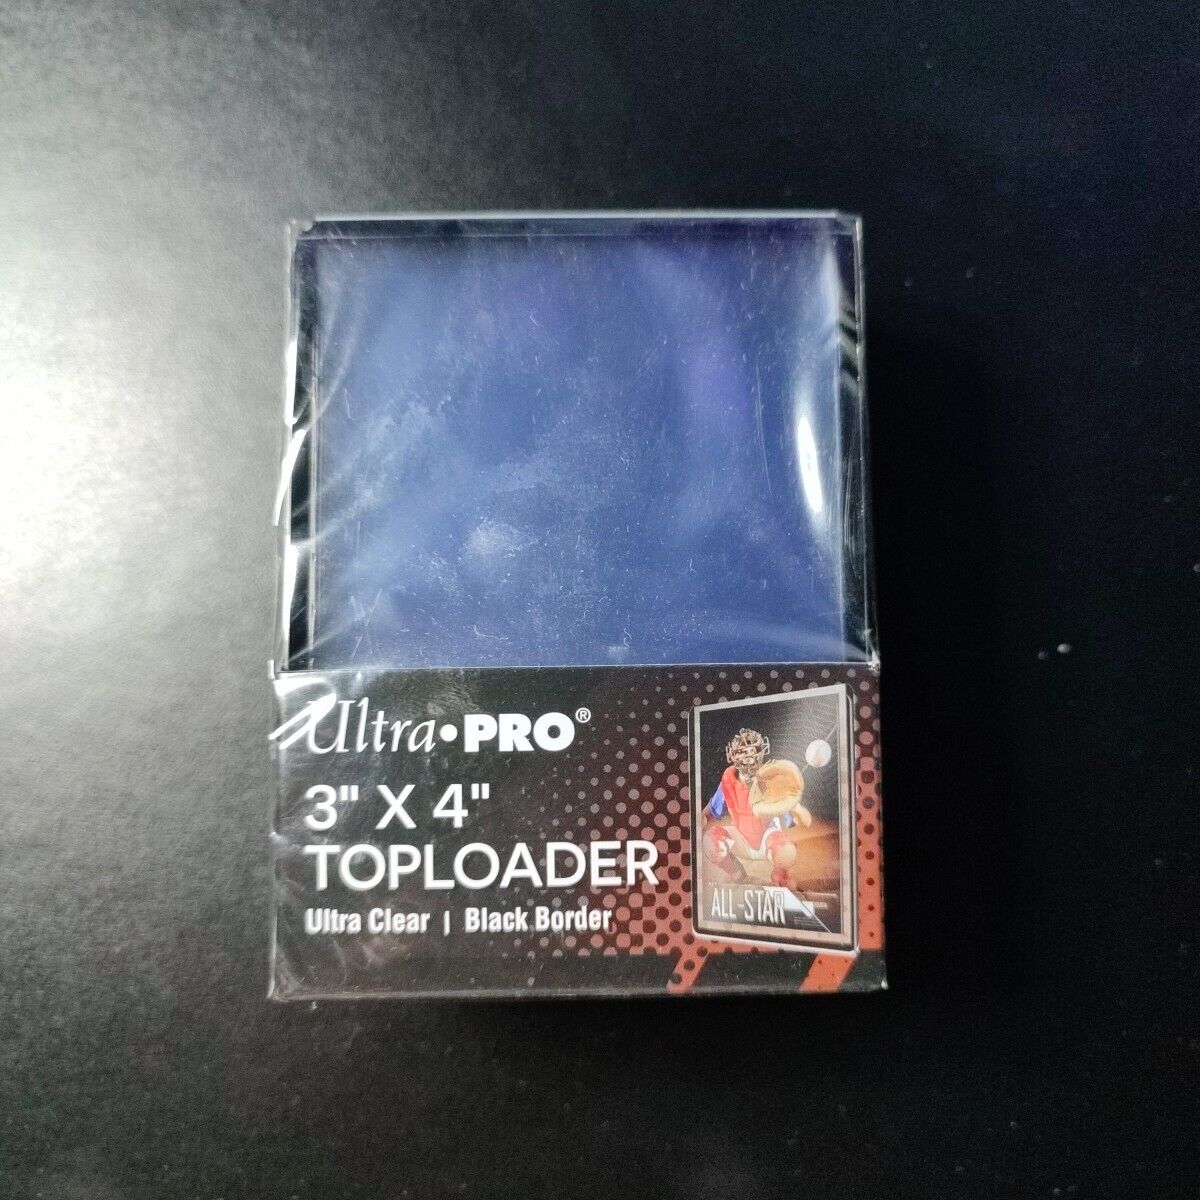 Ultra•PRO®
3" X 4"
TOPLOADER
Ultra Clear | Black Border
ALL-STAR